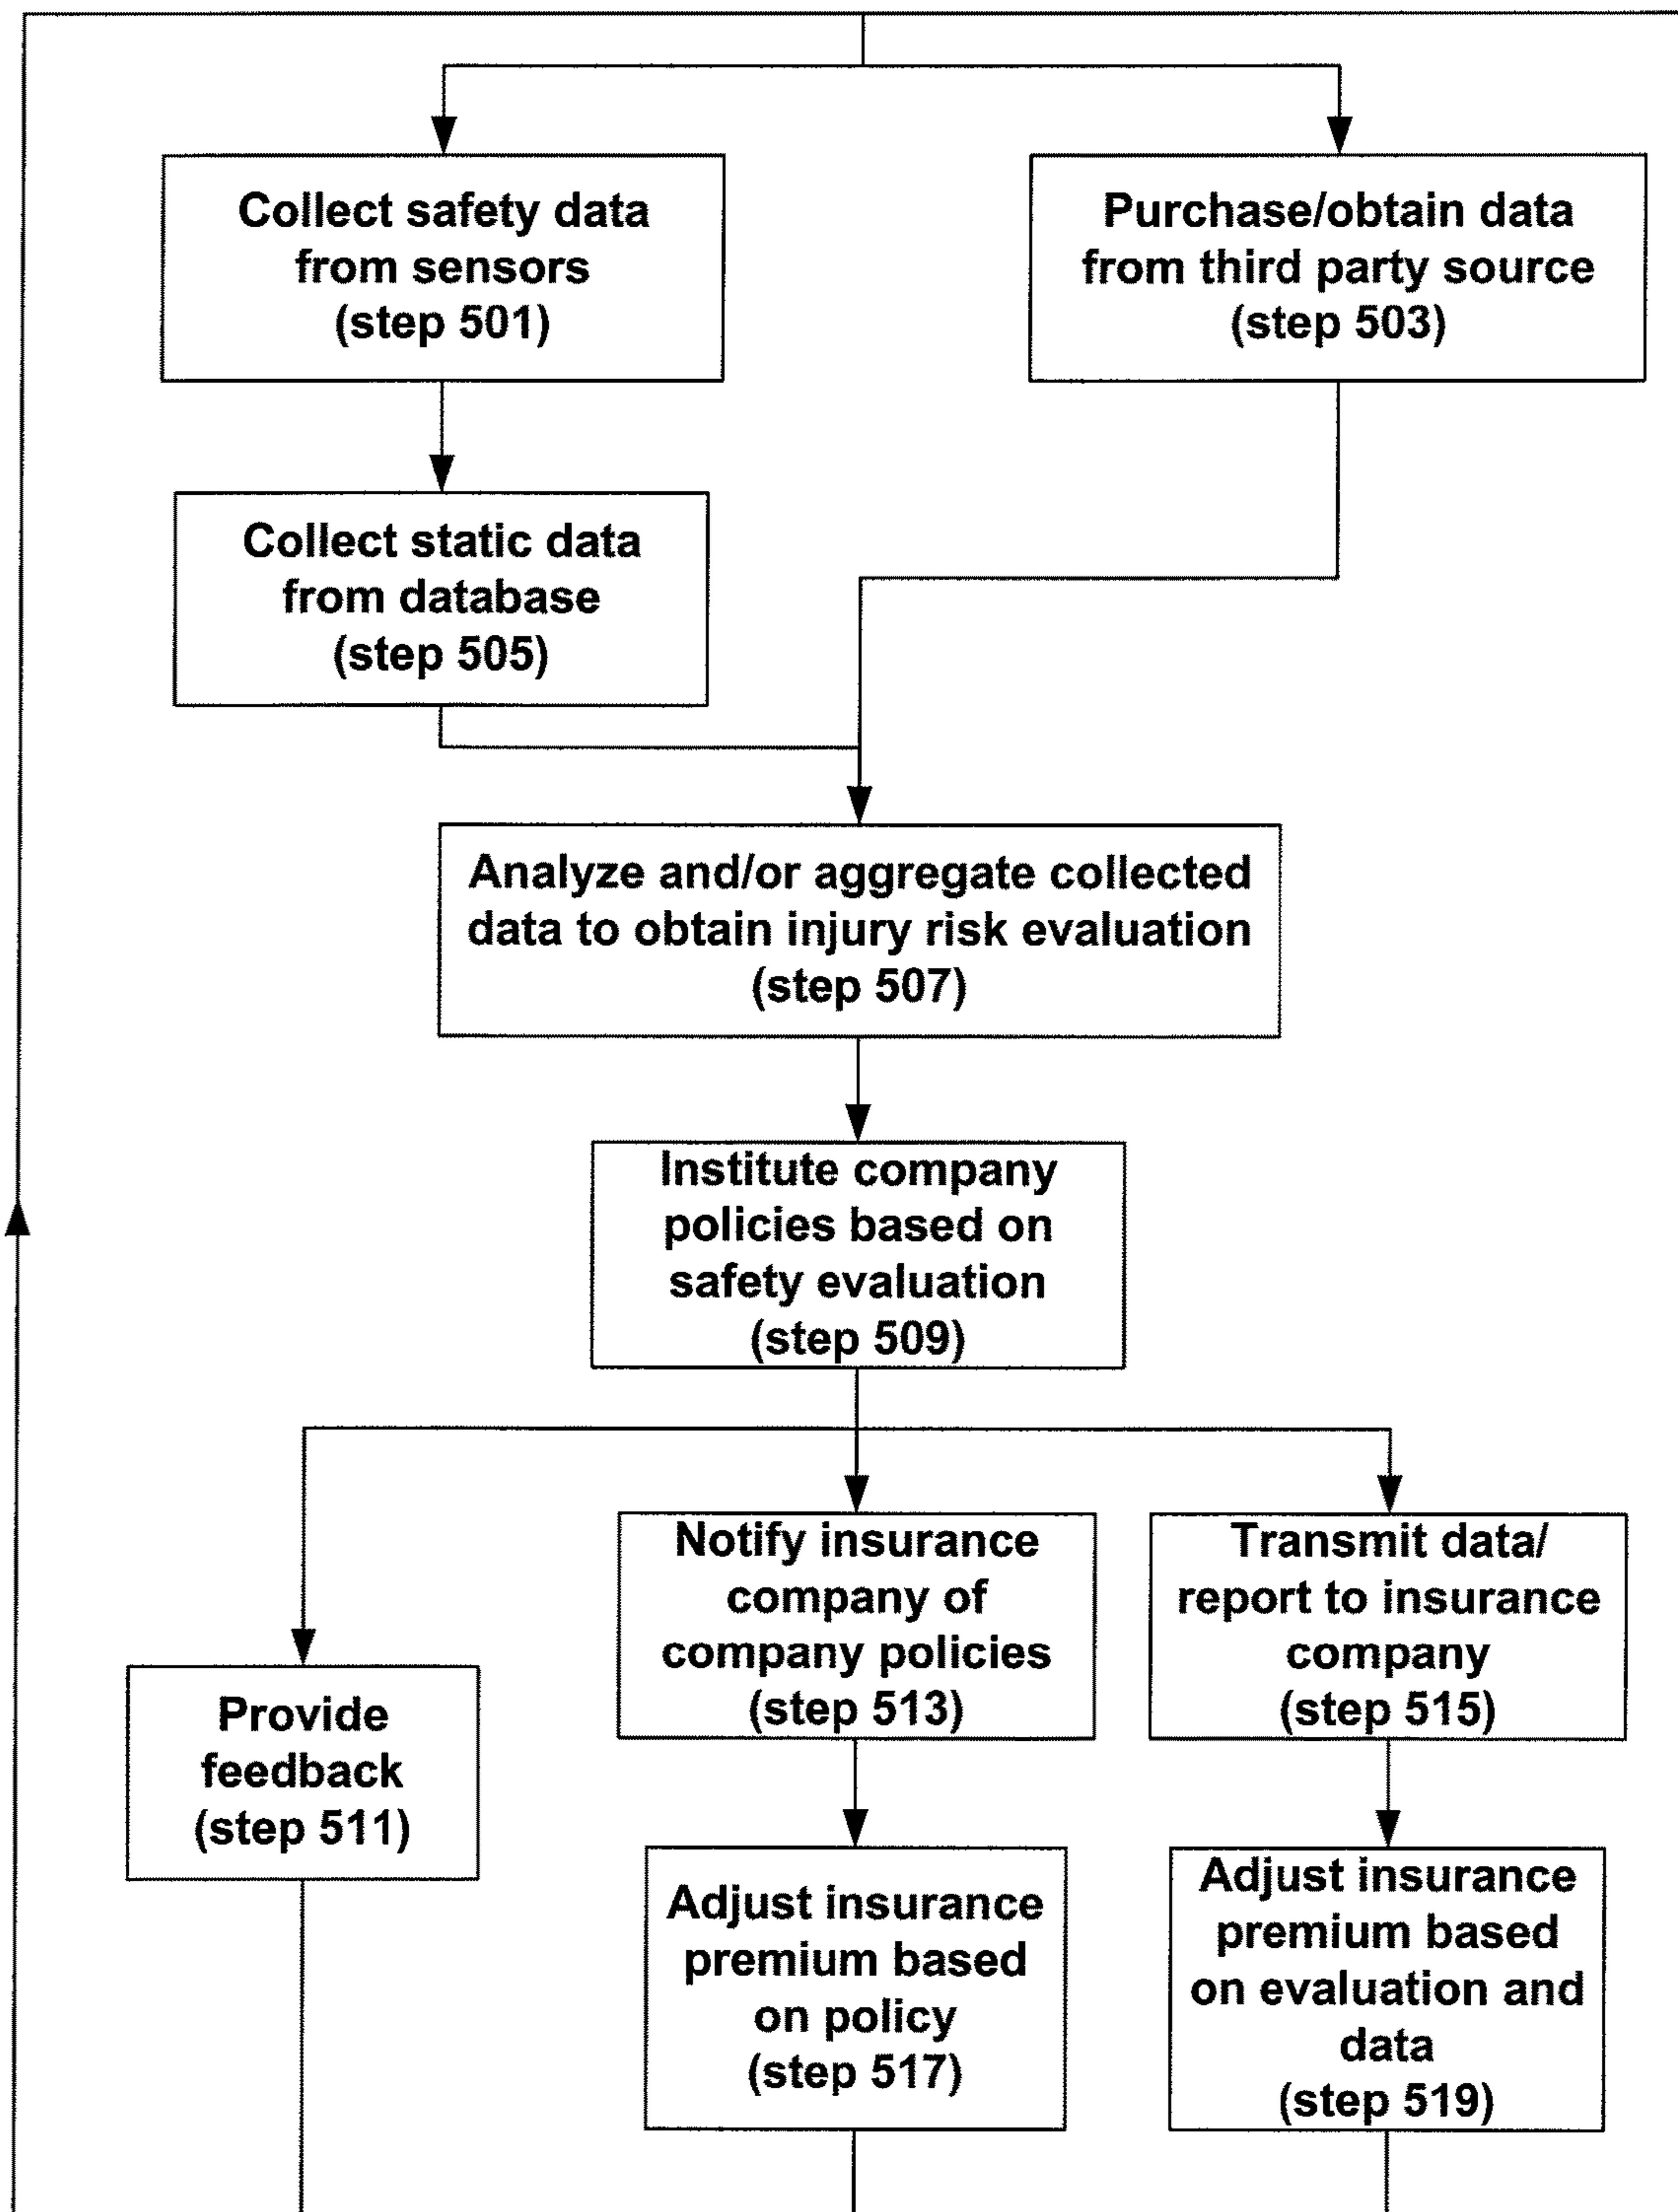 Collect safety data
from sensors
(step 501)
Purchase/obtain data
from third party source
(step 503)
Collect static data
from database
(step 505)
Analyze and/or aggregate collected
data to obtain injury risk evaluation
(step 507)
Institute company
policies based on
safety evaluation
(step 509)
Provide
feedback
(step 511)
Notify insurance
company of
company policies
(step 513)
Transmit data/
report to insurance
company
(step 515)
Adjust insurance
premium based
on policy
(step 517)
Adjust insurance
premium based
on evaluation and
data
(step 519)